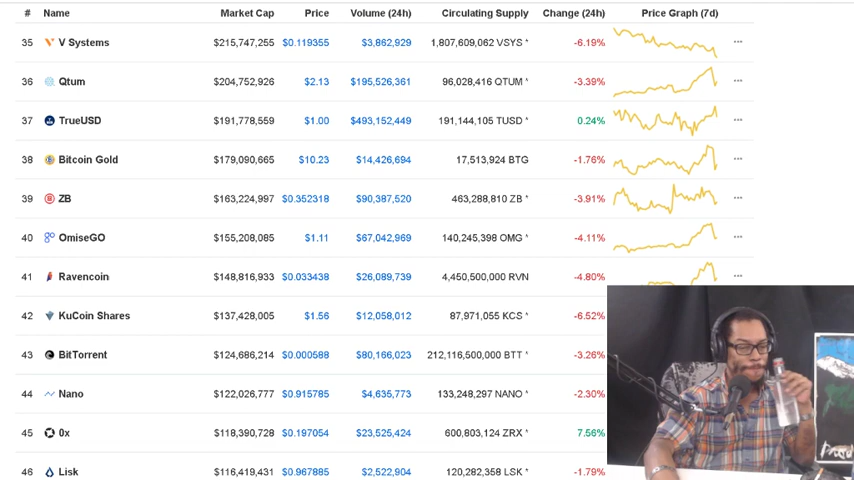 # Name Market Cap Price Volume (24h) Circulating Supply Change (24h) Price Graph (7d)
35 V Systems $215,747,255 $0.119355 $3,862,929 1,807,609,062 VSYS * -6.19%
36 Qtum $204,752,926 $2.13 $195,526,361 96,028,416 QTUM * -3.39%
37 TrueUSD $191,778,559 $1.00 $493,152,449 191,144,105 TUSD * 0.24%
38 Bitcoin Gold $179,090,665 $10.23 $14,426,694 17,513,924 BTG -1.76%
39 ZB $163,224,997 $0.352318 $90,387,520 463,288,810 ZB * -3.91%
40 OmiseGO $155,208,085 $1.11 $67,042,969 140,245,398 OMG * -4.11%
41 Ravencoin $148,816,933 $0.033438 $26,089,739 4,450,500,000 RVN -4.80%
42 KuCoin Shares $137,428,005 $1.56 $12,058,012 87,971,055 KCS * -6.52%
43 BitTorrent $124,686,214 $0.000588 $80,166,023 212,116,500,000 BTT * -3.26%
44 Nano $122,026,777 $0.915785 $4,635,773 133,248,297 NANO * -2.30%
45 0x $118,390,728 $0.197054 $23,525,424 600,803,124 ZRX * 7.56%
46 Lisk $116,419,431 $0.967885 $2,522,904 120,282,358 LSK * -1.79%